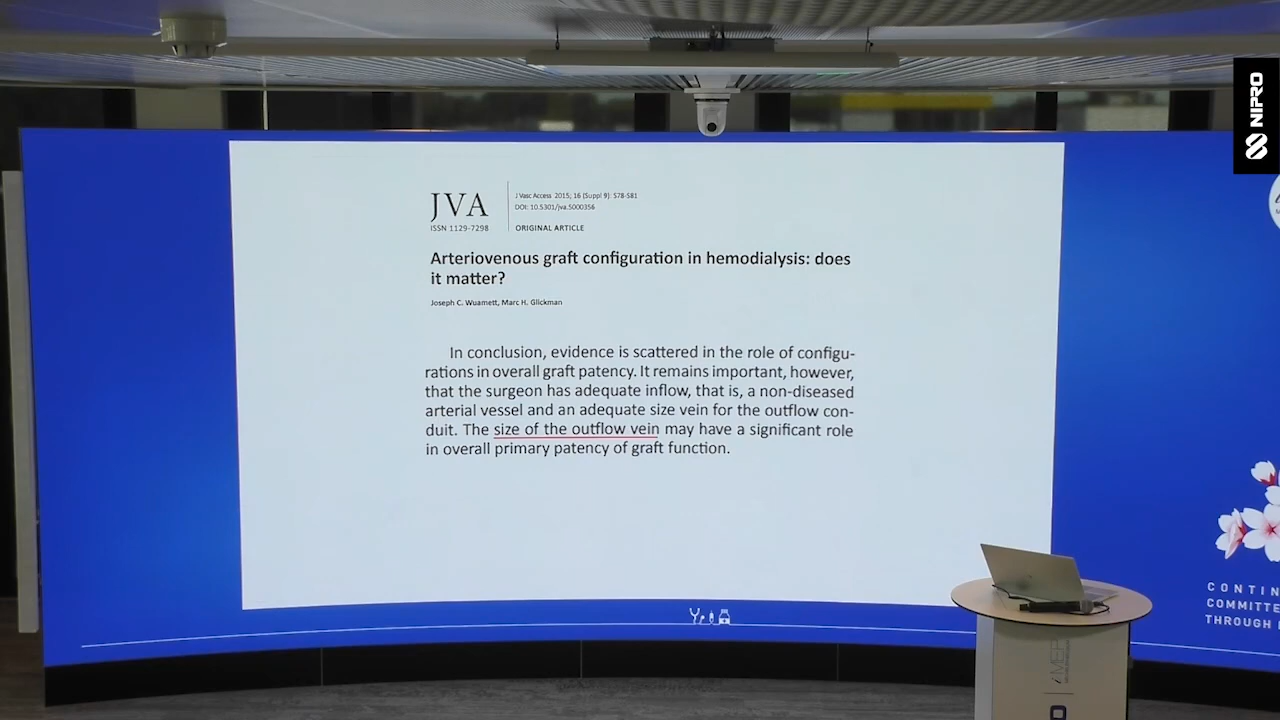 NIPRO
JVA
ISSN 1129-7298
J Vasc Access 2015; 16 (Suppl 9): S78-S81
DOI: 10.5301/jva.5000356
ORIGINAL ARTICLE
Arteriovenous graft configuration in hemodialysis: does
it matter?
Joseph C. Wuamett, Marc H. Glickman
In conclusion, evidence is scattered in the role of configu-
rations in overall graft patency. It remains important, however,
that the surgeon has adequate inflow, that is, a non-diseased
arterial vessel and an adequate size vein for the outflow con-
duit. The size of the outflow vein may have a significant role
in overall primary patency of graft function.
CONTIN
COMMITTE
THROUGH